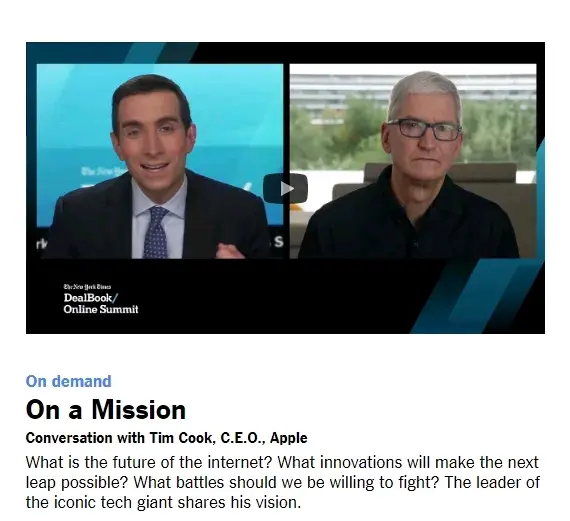 The New York Times
DealBook/
Online Summit
On demand
On a Mission
Conversation with Tim Cook, C.E.O., Apple
What is the future of the internet? What innovations will make the next
leap possible? What battles should we be willing to fight? The leader of
the iconic tech giant shares his vision.